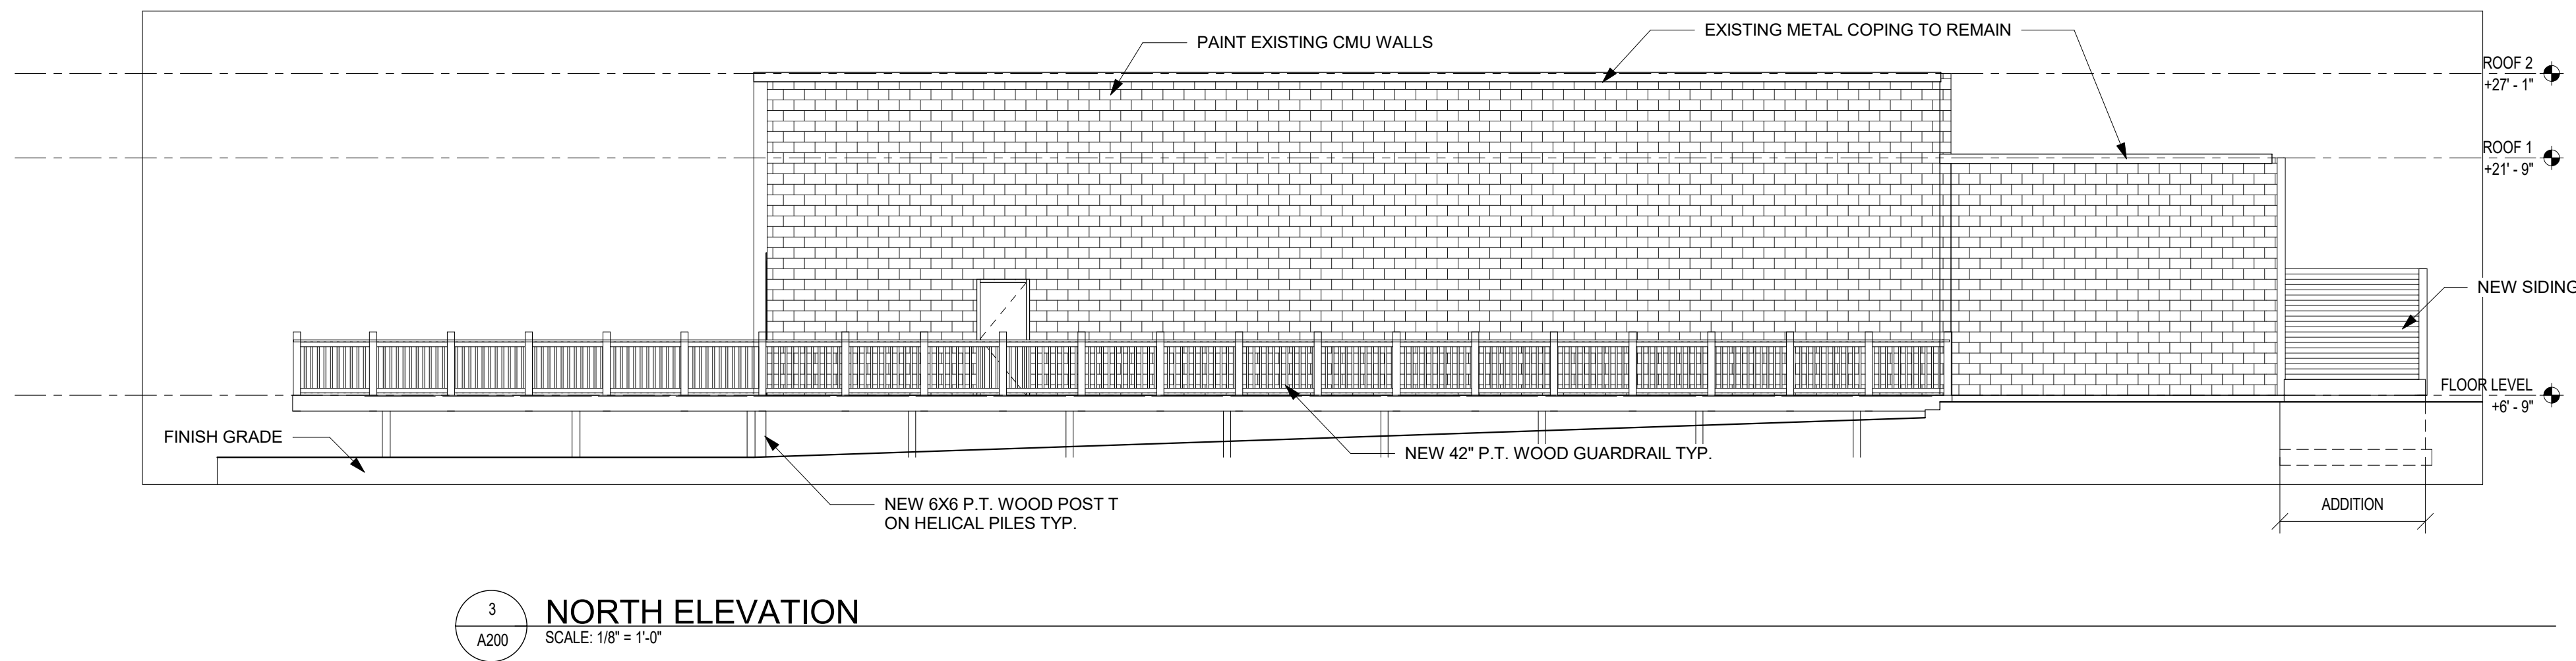 PAINT EXISTING CMU WALLS
EXISTING METAL COPING TO REMAIN
ROOF 2
+27' - 1"
ROOF 1
+21' - 9"
NEW SIDING
FLOOR LEVEL
+6' - 9"
FINISH GRADE
NEW 42" P.T. WOOD GUARDRAIL TYP.
NEW 6X6 P.T. WOOD POST T
ON HELICAL PILES TYP.
ADDITION
3
A200
NORTH ELEVATION
SCALE: 1/8" = 1'-0"